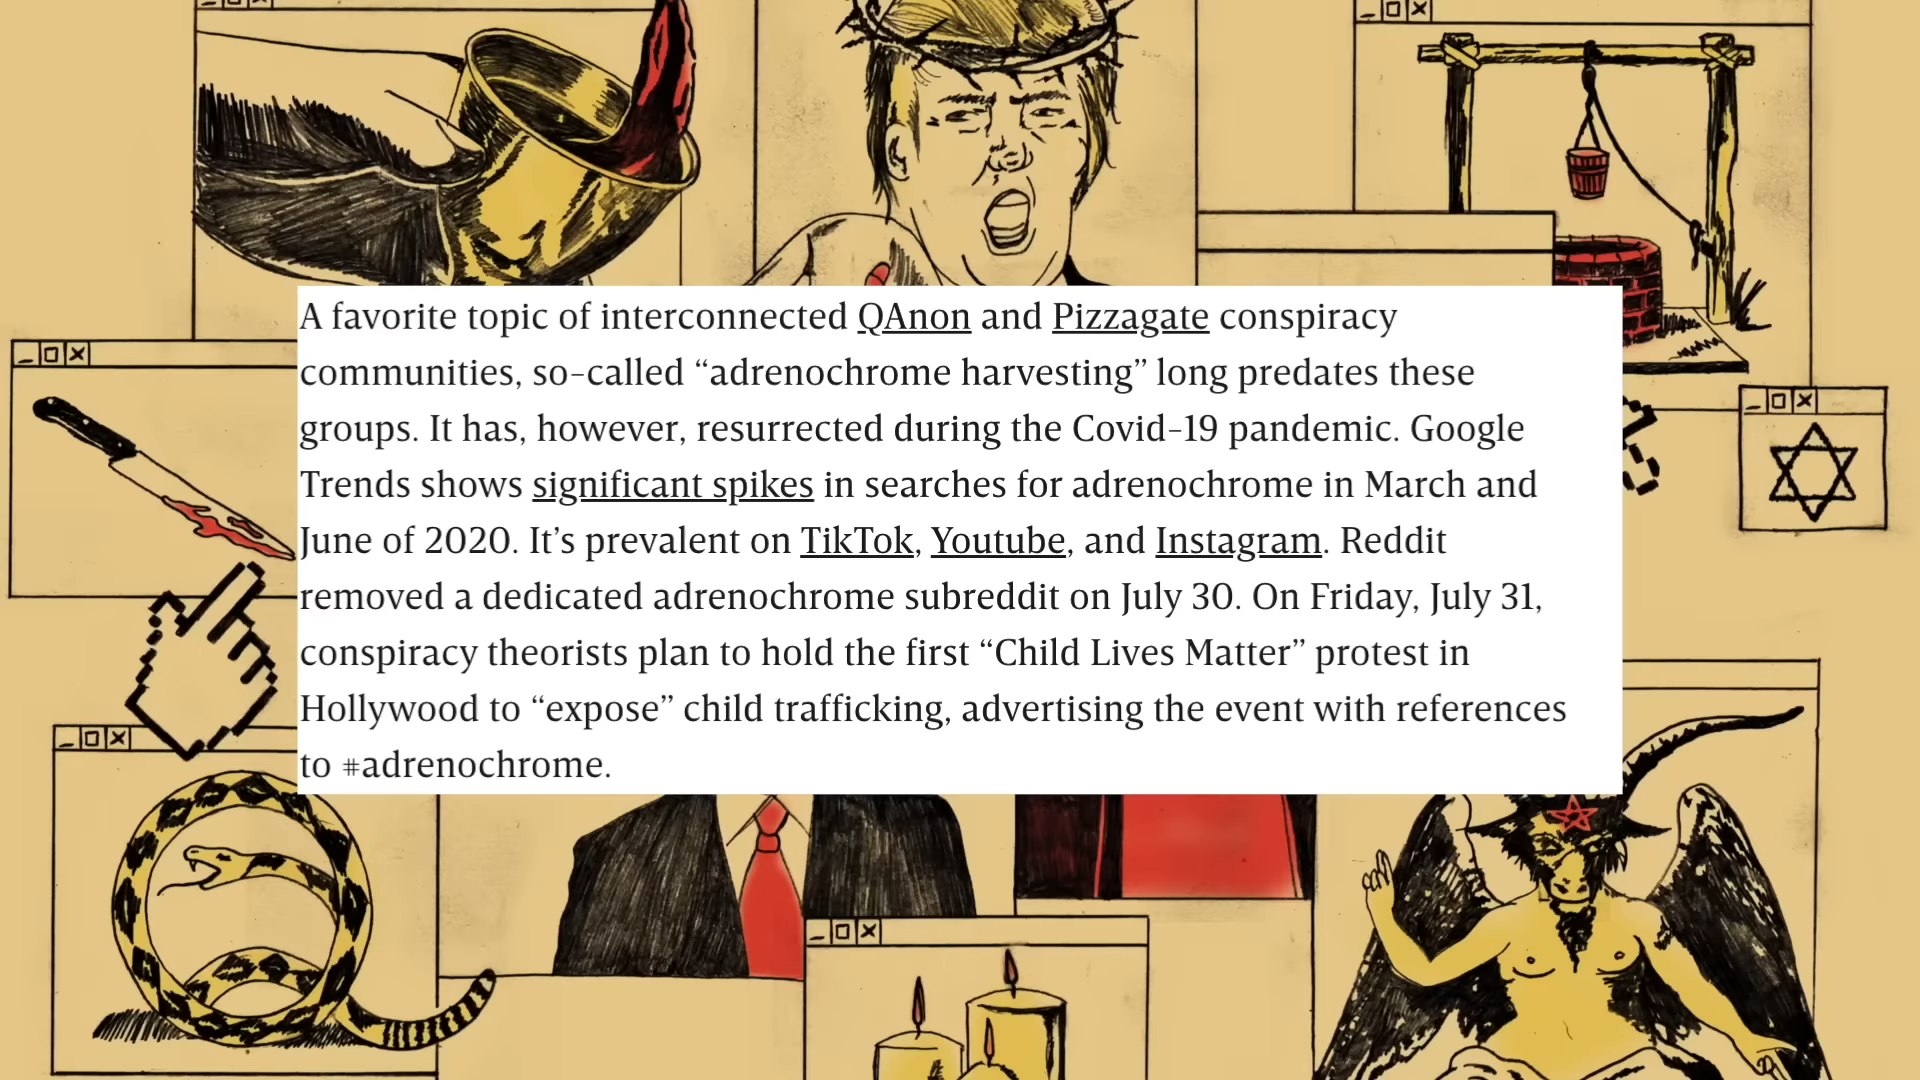 A favorite topic of interconnected QAnon and Pizzagate conspiracy
communities, so-called “adrenochrome harvesting” long predates these
groups. It has, however, resurrected during the Covid-19 pandemic. Google
Trends shows significant spikes in searches for adrenochrome in March and
June of 2020. It’s prevalent on TikTok, Youtube, and Instagram. Reddit
removed a dedicated adrenochrome subreddit on July 30. On Friday, July 31,
conspiracy theorists plan to hold the first “Child Lives Matter” protest in
Hollywood to “expose” child trafficking, advertising the event with references
to #adrenochrome.